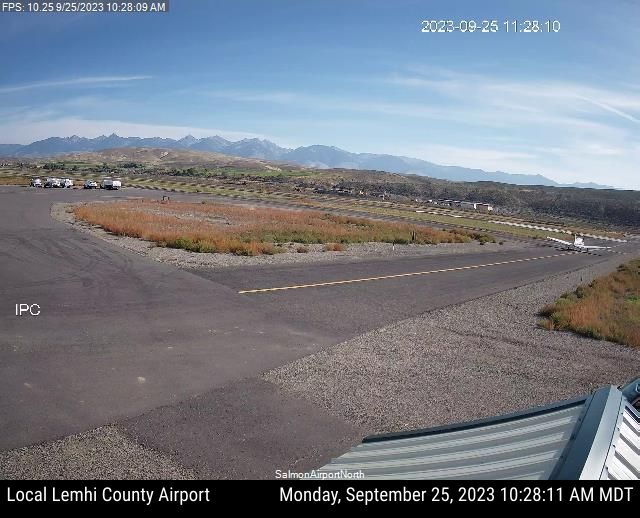 FPS: 10.25 9/25/2023 10:28:09 AM
2023-09-25 11:28:10
IPC
SalmonAirportNorth
Local Lemhi County Airport Monday, September 25, 2023 10:28:11 AM MDT